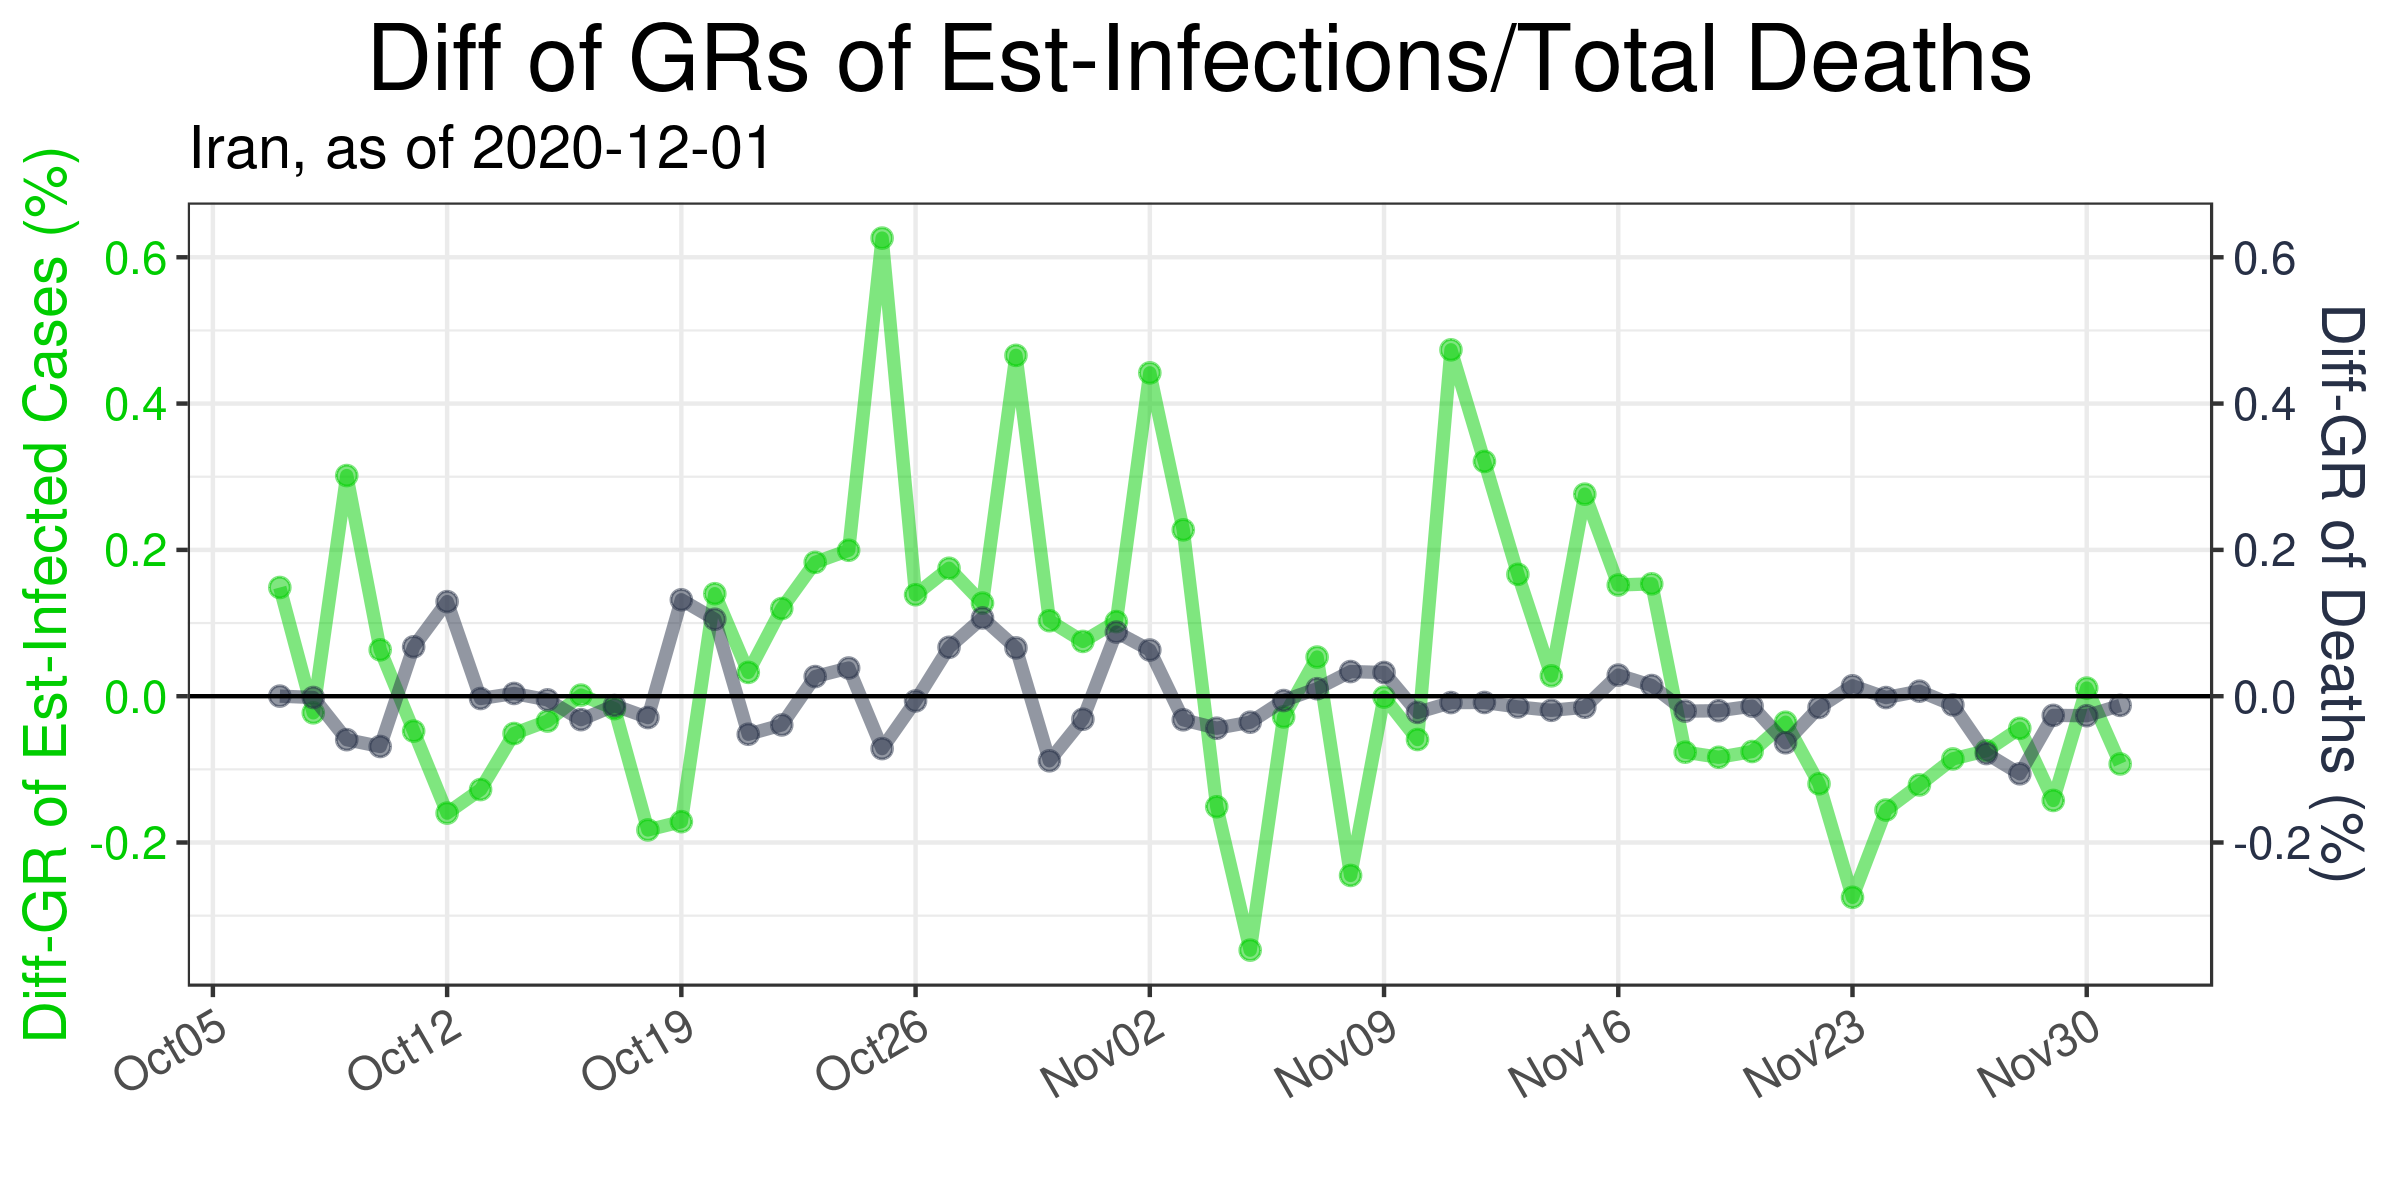 Diff of GRs of Est-Infections/Total Deaths
Iran, as of 2020-12-01
Diff-GR of Est-Infected Cases (%)
0.6
0.4
0.2
0.0
-0.2
0.6
0.4
0.2
0.0
-0.2
Diff-GR of Deaths (%)
Oct05
Oct12
Oct19
Oct26
Nov02
Nov09
Nov16
Nov23
Nov30